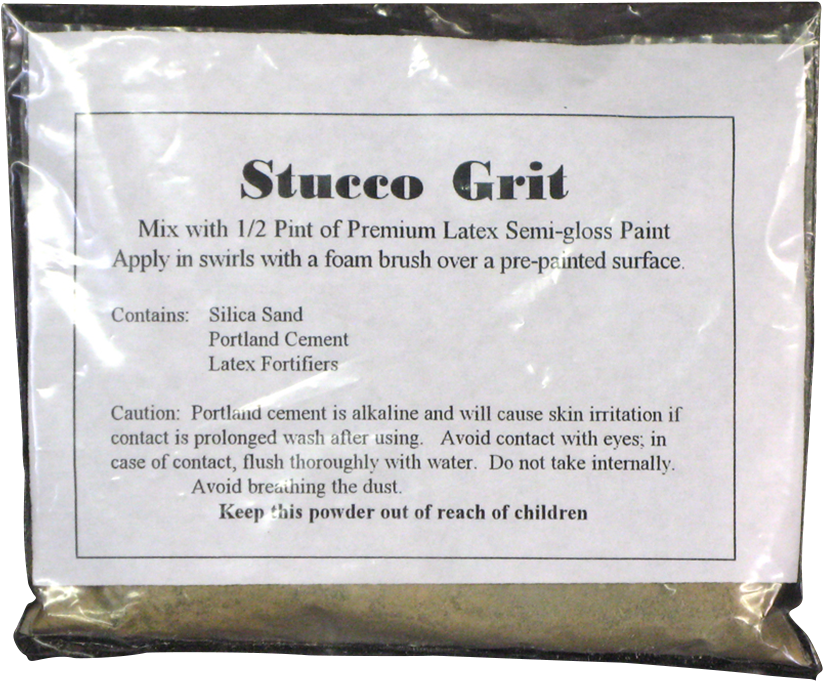 Stucco Grit
Mix with 1/2 Pint of Premium Latex Semi-gloss Paint
Apply in swirls with a foam brush over a pre-painted surface.
Contains: Silica Sand
Portland Cement
Latex Fortifiers
Caution: Portland cement is alkaline and will cause skin irritation if
contact is prolonged wash after using. Avoid contact with eyes; in
case of contact, flush thoroughly with water. Do not take internally.
Avoid breathing the dust.
Keep this powder out of reach of children